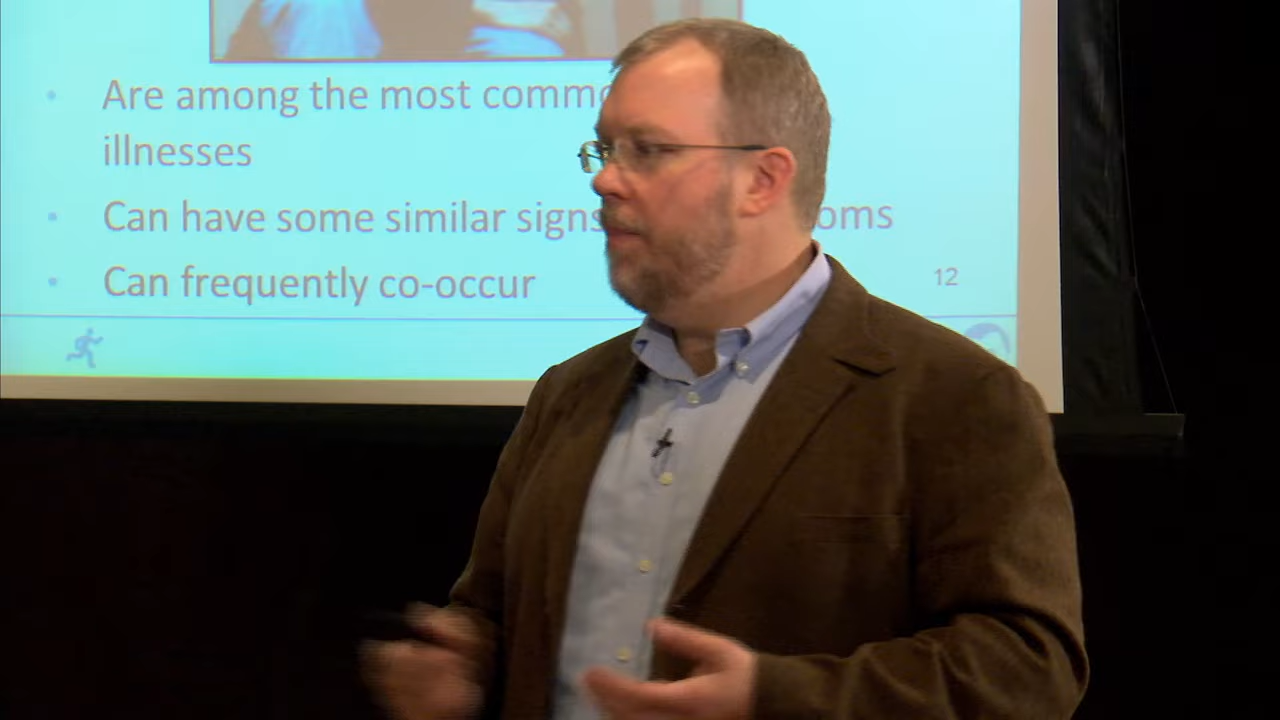 Are among the most comm
illnesses
Can have some similar signs oms
Can frequently co-occur
12